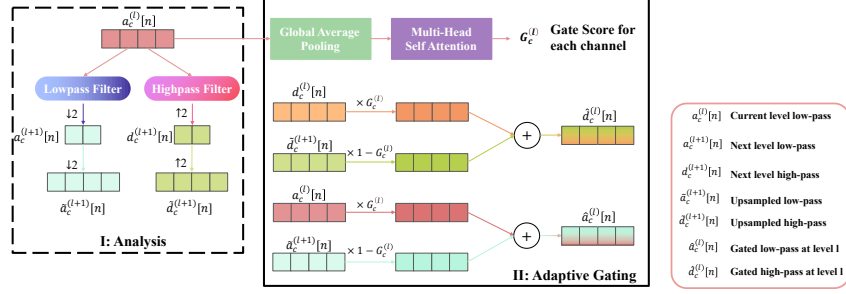 a_c^{(l)}[n]
Lowpass Filter
Highpass Filter
↓2
↑2
a_c^{(l+1)}[n]
d_c^{(l+1)}[n]
↓2
↑2
ã_c^{(l+1)}[n]
d̃_c^{(l+1)}[n]
I: Analysis
Global Average
Pooling
Multi-Head
Self Attention
G_c^{(l)}
Gate Score for
each channel
d_c^{(l)}[n]
× G_c^{(l)}
d̃_c^{(l+1)}[n]
× 1 − G_c^{(l)}
+
d̂_c^{(l)}[n]
a_c^{(l)}[n]
× G_c^{(l)}
ã_c^{(l+1)}[n]
× 1 − G_c^{(l)}
+
â_c^{(l)}[n]
II: Adaptive Gating
a_c^{(l)}[n] Current level low-pass
a_c^{(l+1)}[n] Next level low-pass
d_c^{(l+1)}[n] Next level high-pass
ã_c^{(l+1)}[n] Upsampled low-pass
d̃_c^{(l+1)}[n] Upsampled high-pass
â_c^{(l)}[n] Gated low-pass at level l
d̂_c^{(l)}[n] Gated high-pass at level l